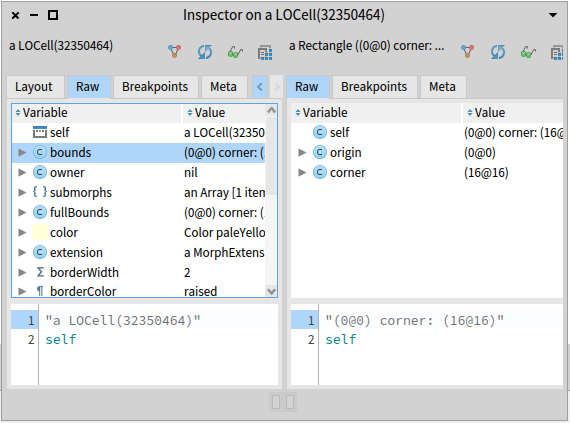 Inspector on a LOCell(32350464)
a LOCell(32350464)
Layout Raw Breakpoints Meta
Variable Value
self a LOCell(32350
bounds (0@0) corner: (
owner nil
submorphs an Array [1 item
fullBounds (0@0) corner: (
color Color paleYello
extension a MorphExtens
borderWidth 2
borderColor raised
1 "a LOCell(32350464)"
2 self
a Rectangle ((0@0) corner: ...
Raw Breakpoints Meta
Variable Value
self (0@0) corner: (16@
origin (0@0)
corner (16@16)
1 "(0@0) corner: (16@16)"
2 self